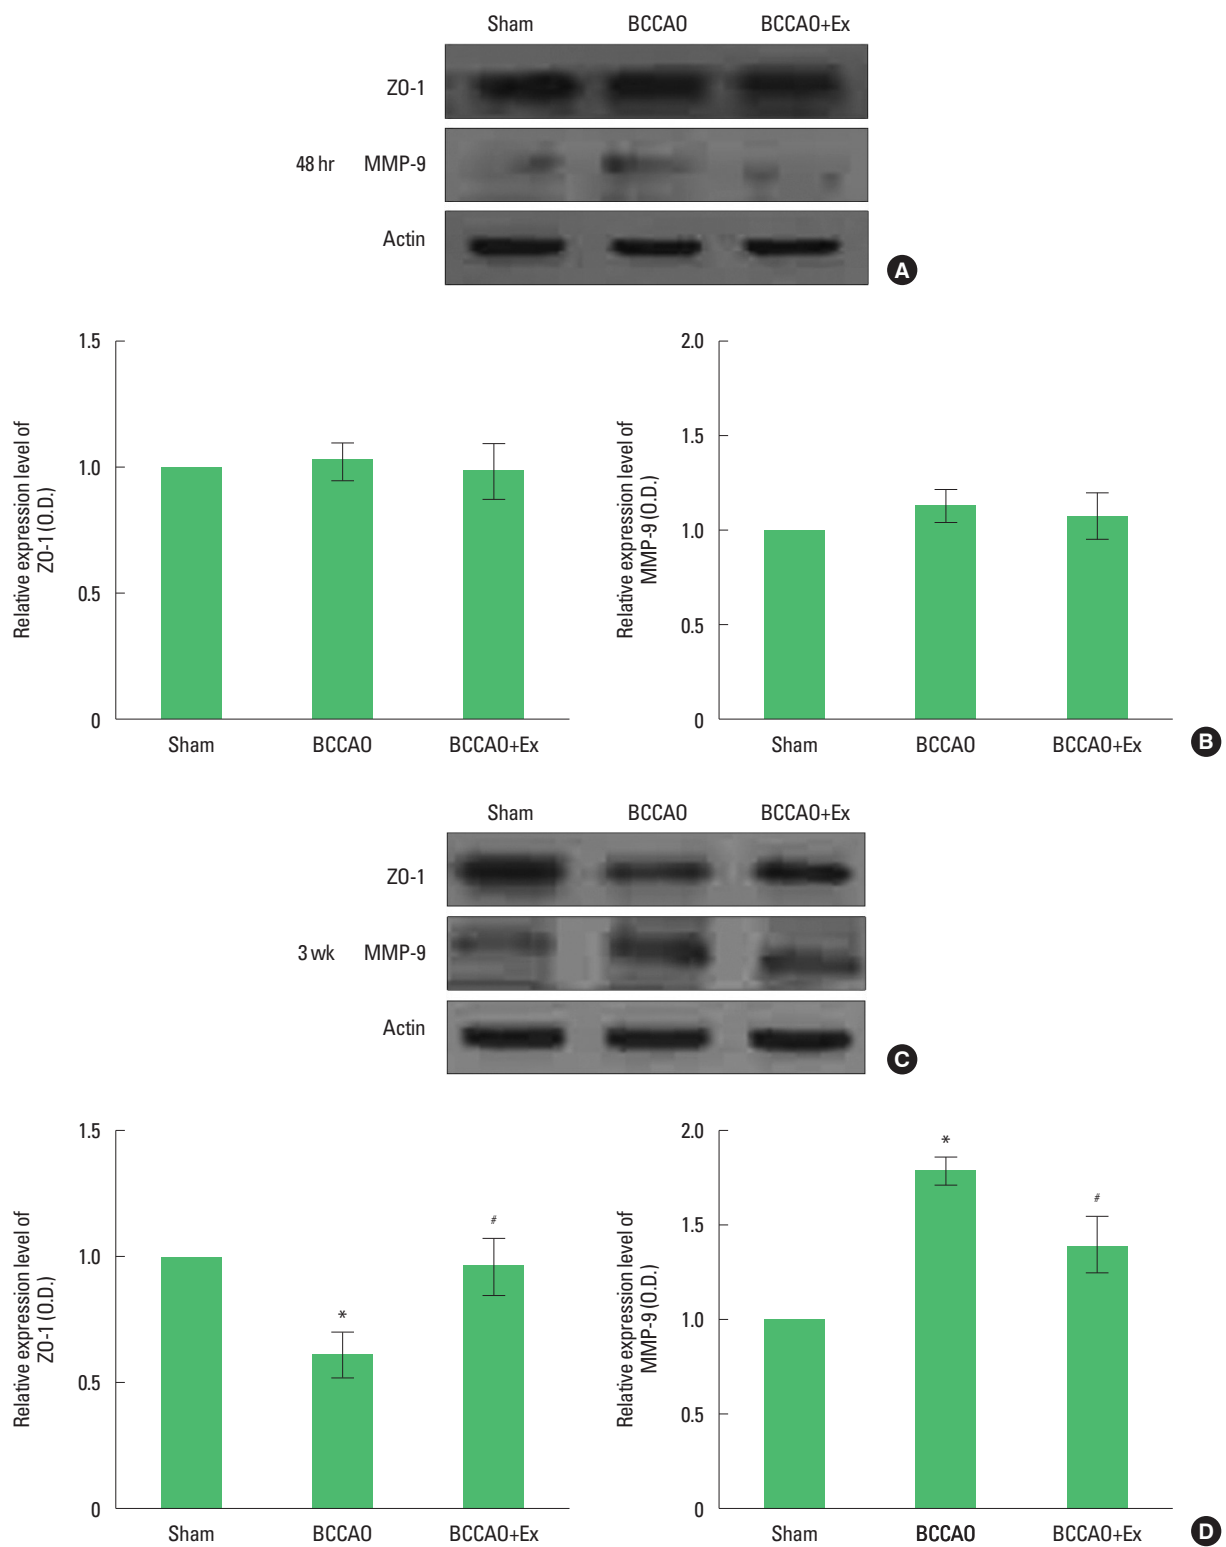 Sham BCCAO BCCAO+Ex
ZO-1
48 hr MMP-9
Actin
A
1.5
1.0
0.5
0
Relative expression level of
ZO-1 (O.D.)
Sham BCCAO BCCAO+Ex
2.0
1.5
1.0
0.5
0
Relative expression level of
MMP-9 (O.D.)
Sham BCCAO BCCAO+Ex
B
Sham BCCAO BCCAO+Ex
ZO-1
3 wk MMP-9
Actin
C
1.5
1.0
0.5
0
Relative expression level of
ZO-1 (O.D.)
*
#
Sham BCCAO BCCAO+Ex
2.0
1.5
1.0
0.5
0
Relative expression level of
MMP-9 (O.D.)
*
#
Sham BCCAO BCCAO+Ex
D